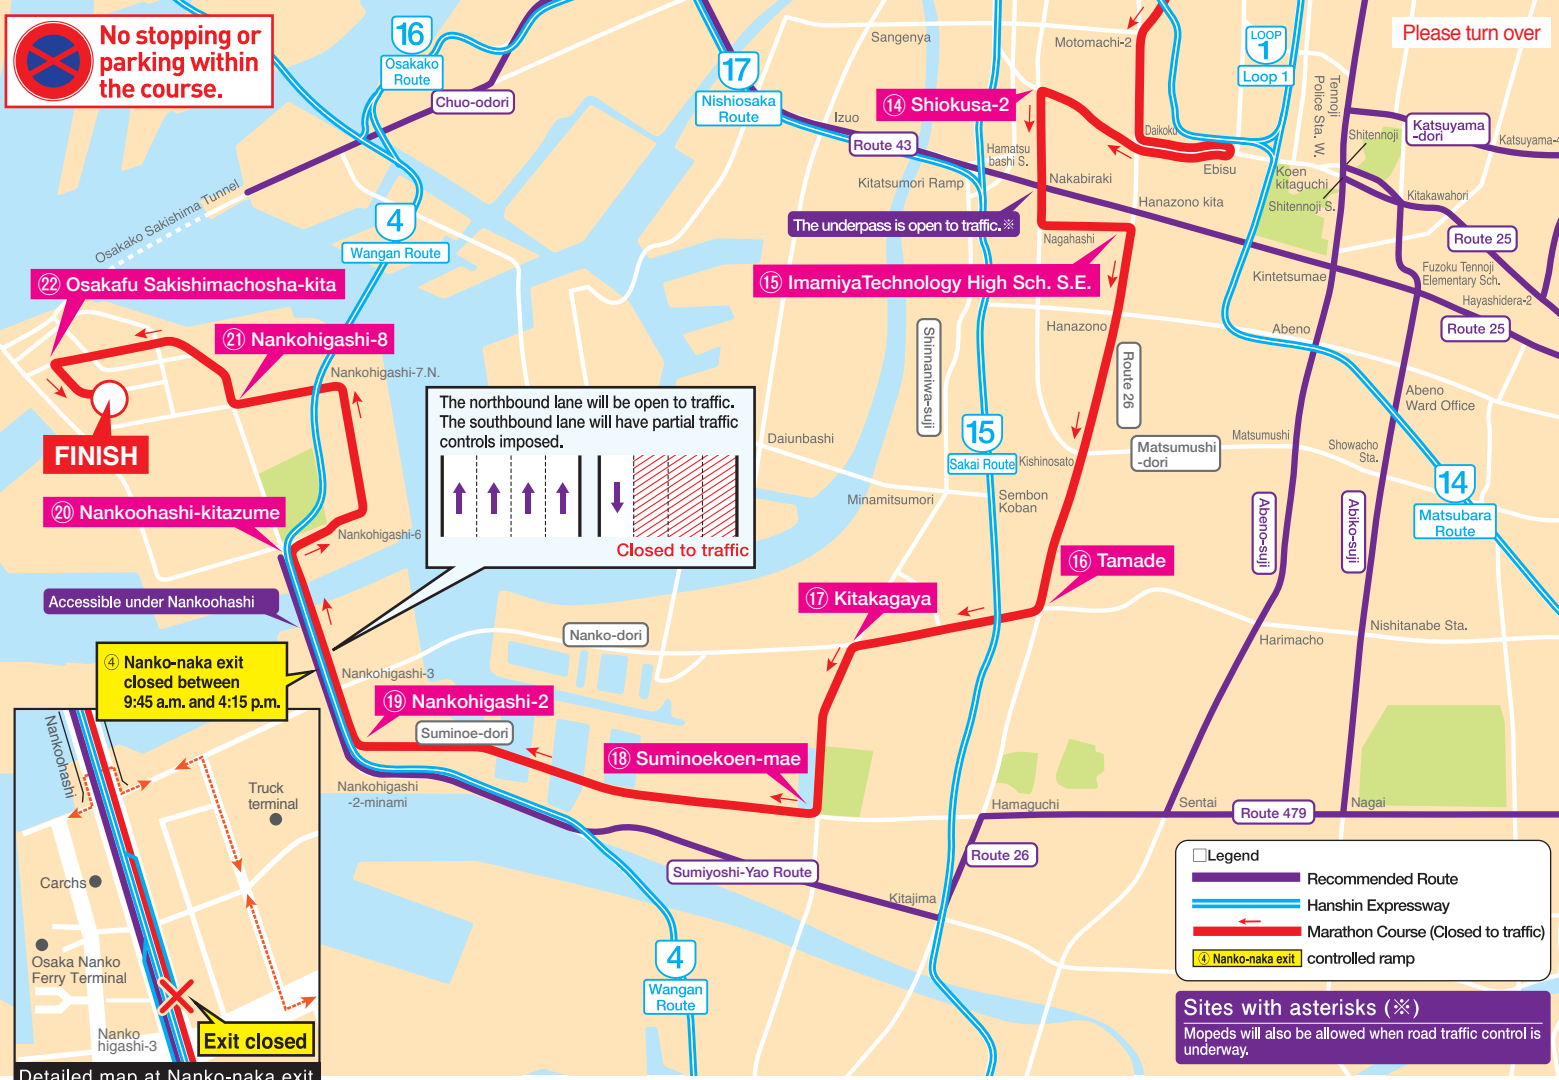 No stopping or
parking within
the course.
Please turn over
16
Osakako
Route
Chuo-odori
17
Nishiosaka
Route
Sangenya
Motomachi-2
LOOP
1
Loop 1
Tennoji
Police Sta. W.
⑭ Shiokusa-2
Izuo
Route 43
Hamatsu
bashi S.
Daikoku
Ebisu
Shitennoji
Katsuyama
-dori
Katsuyama-4
Kitatsumori Ramp
Nakabiraki
Koen
kitaguchi
Shitennoji S.
Kitakawahori
Hanazono kita
The underpass is open to traffic.※
Nagahashi
Route 25
Osakako Sakishima Tunnel
4
Wangan Route
㉒ Osakafu Sakishimachosha-kita
⑮ ImamiyaTechnology High Sch. S.E.
Kintetsumae
Fuzoku Tennoji
Elementary Sch.
Hayashidera-2
Route 25
㉑ Nankohigashi-8
Hanazono
Abeno
Shinnaniwa-suji
Route 26
Nankohigashi-7.N.
FINISH
The northbound lane will be open to traffic.
The southbound lane will have partial traffic
controls imposed.
Closed to traffic
Abeno
Ward Office
Daiunbashi
15
Sakai Route
Kishinosato
Matsumushi
-dori
Matsumushi
Showacho
Sta.
14
Matsubara
Route
Minamitsumori
Sembon
Koban
Abeno-suji
Abiko-suji
⑳ Nankoohashi-kitazume
Nankohigashi-6
⑯ Tamade
⑰ Kitakagaya
Accessible under Nankoohashi
Nanko-dori
Harimacho
Nishitanabe Sta.
④ Nanko-naka exit
closed between
9:45 a.m. and 4:15 p.m.
Nankohigashi-3
⑲ Nankohigashi-2
Suminoe-dori
⑱ Suminoekoen-mae
Nankohigashi
-2-minami
Hamaguchi
Sentai
Route 479
Nagai
Route 26
Sumiyoshi-Yao Route
Kitajima
4
Wangan
Route
Nankoohashi
Truck
terminal
Carchs
Osaka Nanko
Ferry Terminal
Nanko
higashi-3
Exit closed
Detailed map at Nanko-naka exit
□Legend
Recommended Route
Hanshin Expressway
Marathon Course (Closed to traffic)
④ Nanko-naka exit controlled ramp
Sites with asterisks (※)
Mopeds will also be allowed when road traffic control is
underway.